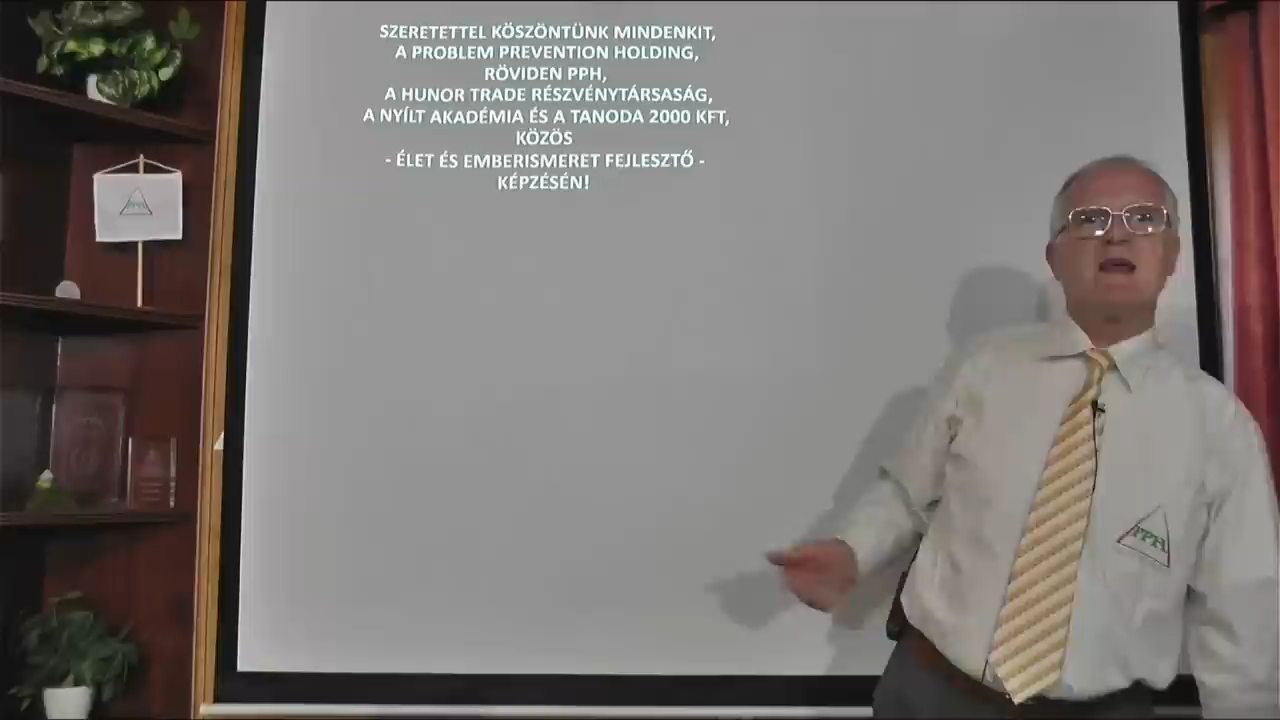 SZERETETTEL KÖSZÖNTÜNK MINDENKIT,
A PROBLEM PREVENTION HOLDING,
RÖVIDEN PPH,
A HUNOR TRADE RÉSZVÉNYTÁRSASÁG,
A NYÍLT AKADÉMIA ÉS A TANODA 2000 KFT,
KÖZÖS
- ÉLET ÉS EMBERISMERET FEJLESZTŐ -
KÉPZÉSÉN!
PPH
PPH